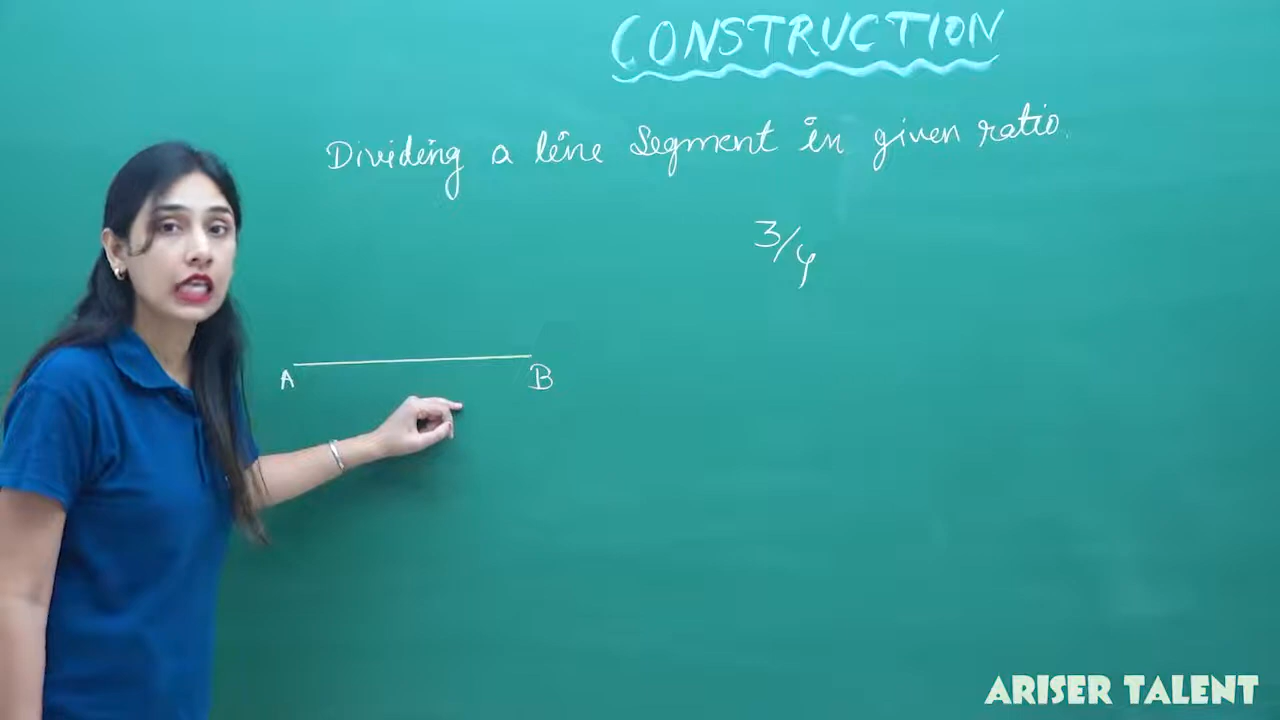 CONSTRUCTION
Dividing a line Segment in given ratio.
3/4
A B
ARISER TALENT